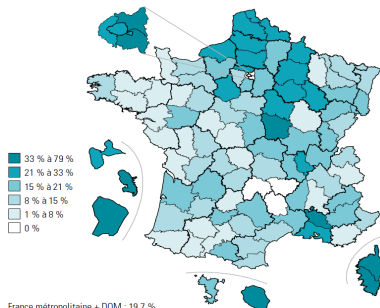 33 % à 79 %
21 % à 33 %
15 % à 21 %
8 % à 15 %
1 % à 8 %
0 %
France métropolitaine + DOM : 19,7 %